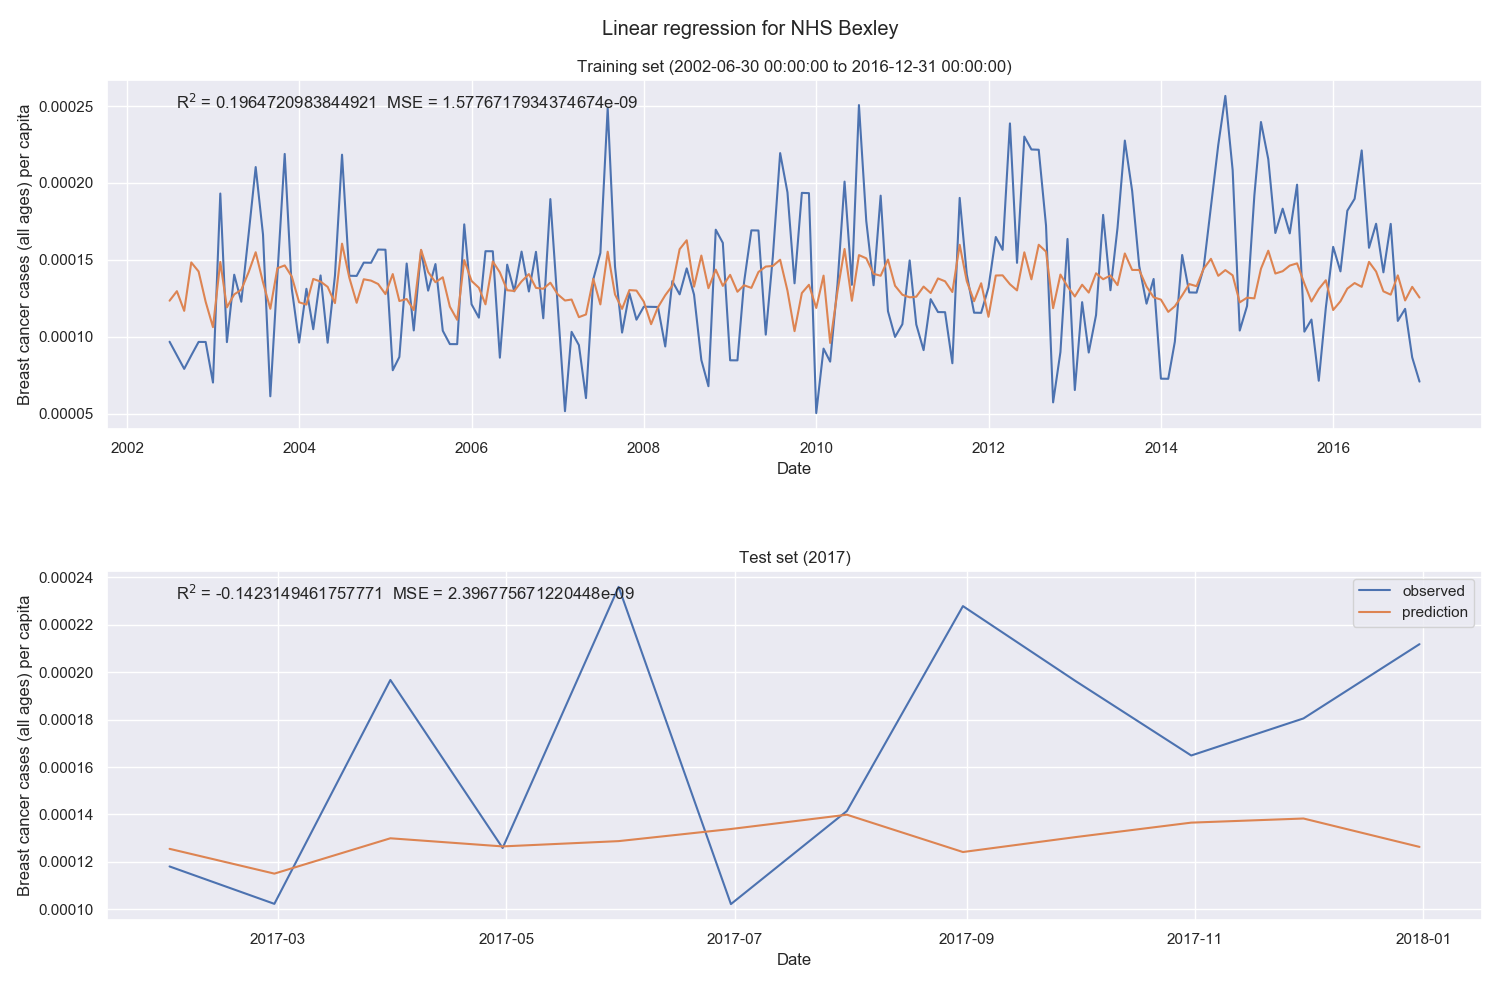 Linear regression for NHS Bexley
Training set (2002-06-30 00:00:00 to 2016-12-31 00:00:00)
R² = 0.1964720983844921  MSE = 1.5776717934374674e-09
Breast cancer cases (all ages) per capita
0.00025
0.00020
0.00015
0.00010
0.00005
2002 2004 2006 2008 2010 2012 2014 2016
Date
Test set (2017)
R² = -0.1423149461757771  MSE = 2.396775671220448e-09
observed
prediction
Breast cancer cases (all ages) per capita
0.00024
0.00022
0.00020
0.00018
0.00016
0.00014
0.00012
0.00010
2017-03 2017-05 2017-07 2017-09 2017-11 2018-01
Date